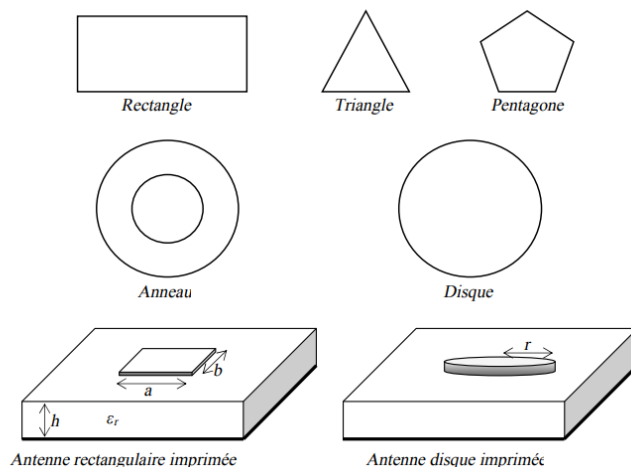 Rectangle
Triangle
Pentagone
Anneau
Disque
a
b
r
h
εr
Antenne rectangulaire imprimée
Antenne disque imprimée